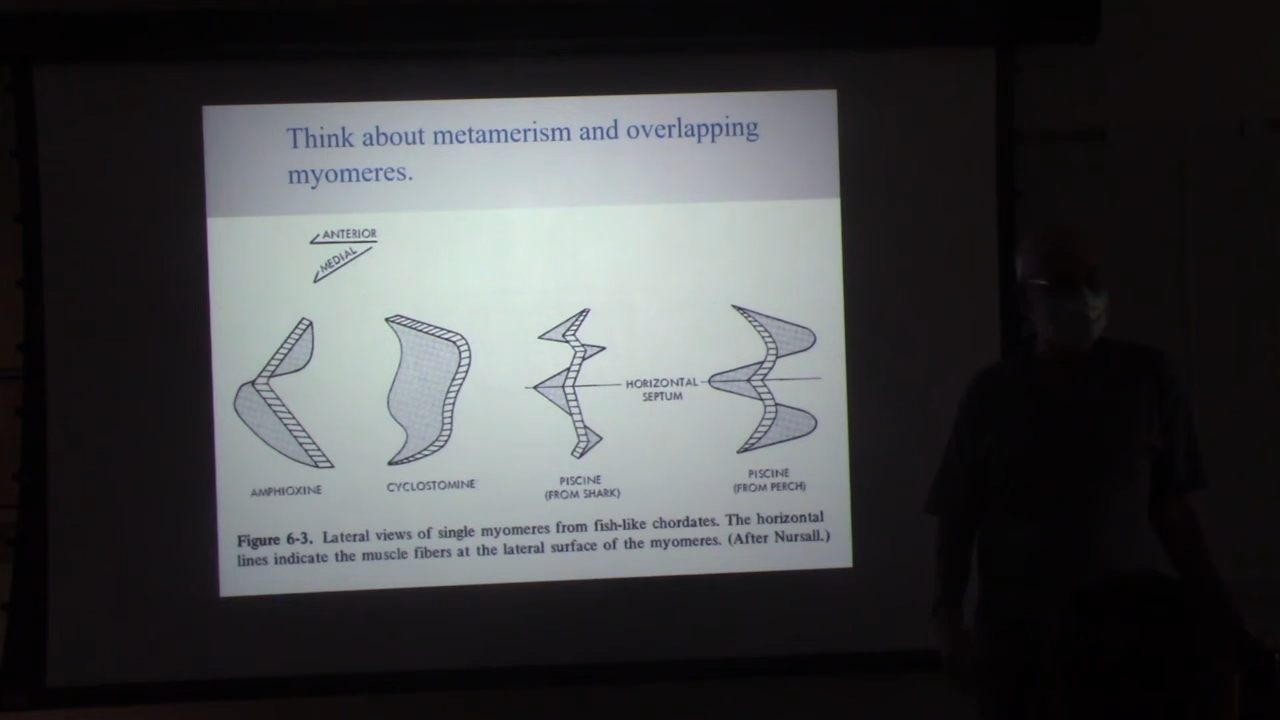 Think about metamerism and overlapping
myomeres.
ANTERIOR
MEDIAL
HORIZONTAL
SEPTUM
AMPHIOXINE
CYCLOSTOMINE
PISCINE
(FROM SHARK)
PISCINE
(FROM PERCH)
Figure 6-3. Lateral views of single myomeres from fish-like chordates. The horizontal
lines indicate the muscle fibers at the lateral surface of the myomeres. (After Nursall.)